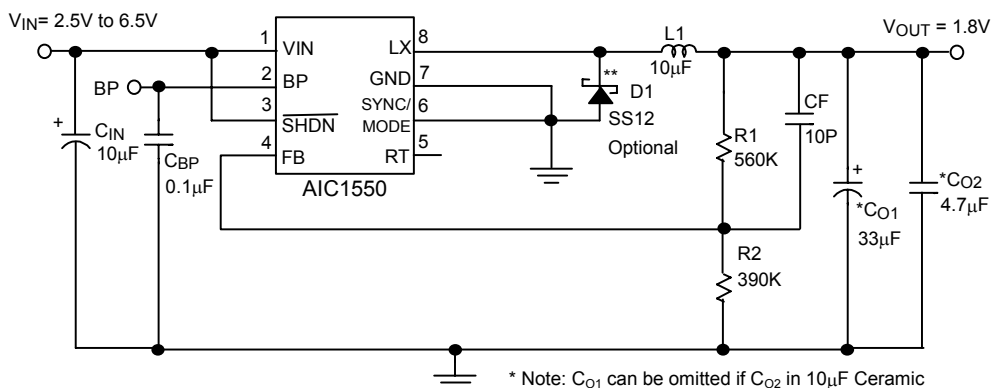 VIN= 2.5V to 6.5V
VOUT = 1.8V
1
VIN
LX
8
L1
10μF
BP
2
BP
GND
7
**
D1
SS12
Optional
CF
10P
3
SHDN
SYNC/
MODE
6
4
FB
RT
5
AIC1550
+
CIN
10μF
CBP
0.1μF
R1
560K
+
*CO1
33μF
*CO2
4.7μF
R2
390K
* Note: CO1 can be omitted if CO2 in 10μF Ceramic